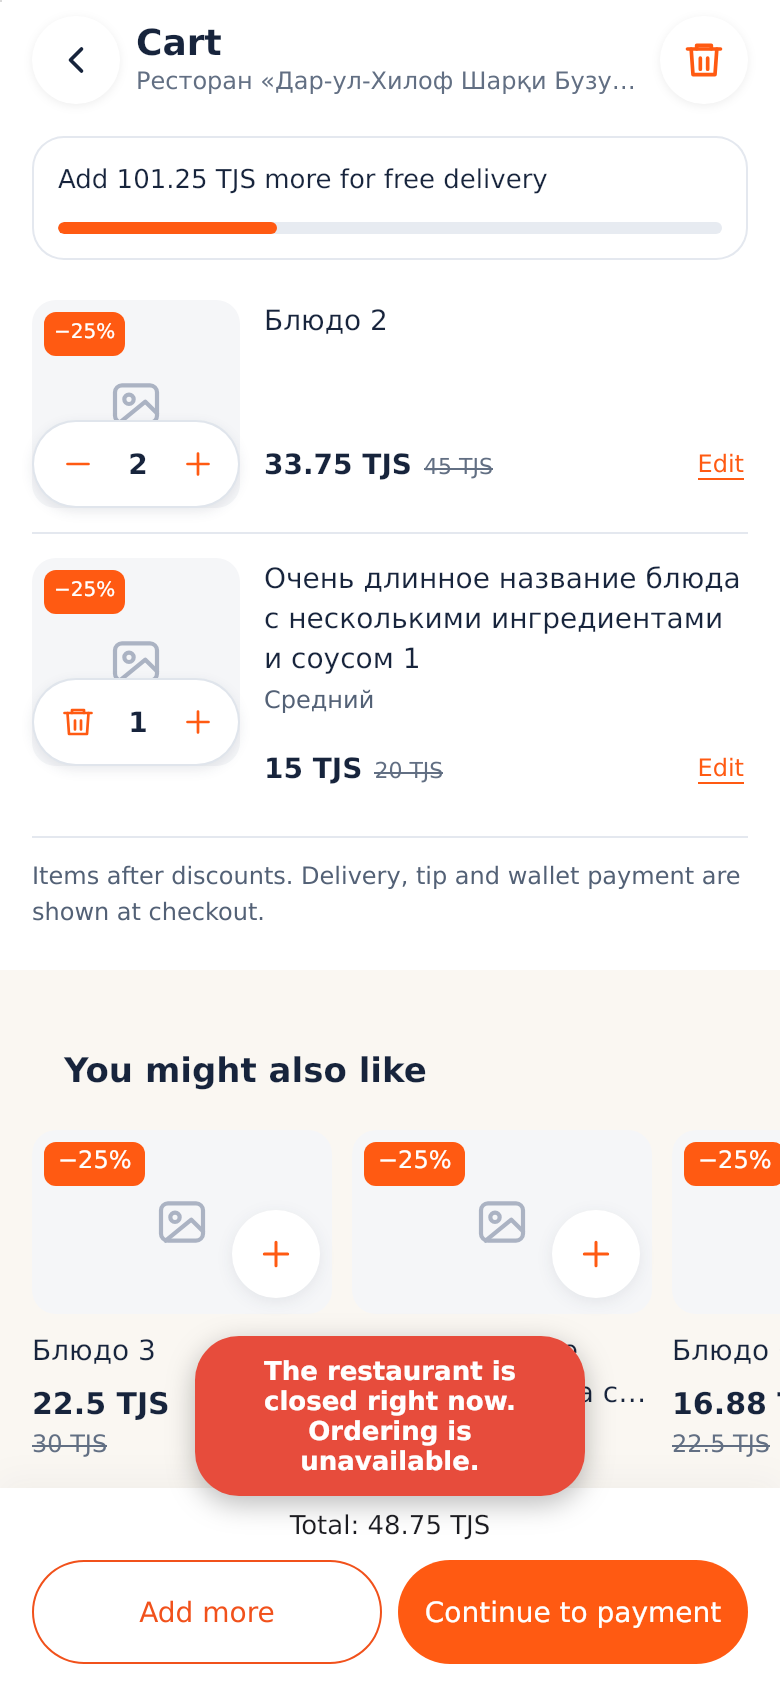 Cart
Ресторан «Дар-ул-Хилоф Шарқи Бузу...
Add 101.25 TJS more for free delivery
−25%
Блюдо 2
2
33.75 TJS 45 TJS
Edit
−25%
Очень длинное название блюда
с несколькими ингредиентами
и соусом 1
Средний
1
15 TJS 20 TJS
Edit
Items after discounts. Delivery, tip and wallet payment are
shown at checkout.
You might also like
−25%
−25%
−25%
Блюдо 3
22.5 TJS
30 TJS
с...
Блюдо
16.88
22.5 TJS
The restaurant is
closed right now.
Ordering is
unavailable.
Total: 48.75 TJS
Add more
Continue to payment